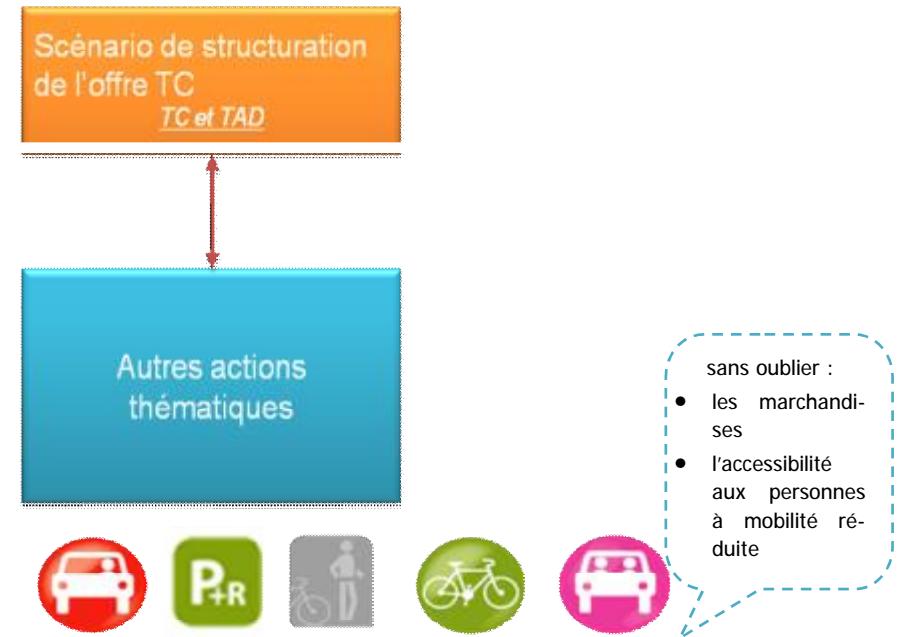 Scénario de structuration
de l'offre TC
TC et TAD
Autres actions
thématiques
sans oublier :
• les marchandi-
ses
• l'accessibilité
aux personnes
à mobilité ré-
duite
P+R